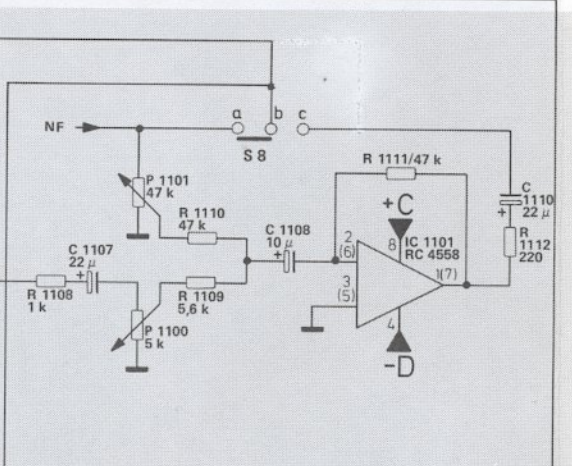 a b c
NF
S 8
R 1111/47 k
P 1101
47 k
R 1110
47 k
+C
C
1110
22 µ
+
C 1108
10 µ
+
8
IC 1101
RC 4558
R
1112
220
C 1107
22 µ
+
2
(6)
1(7)
3
(5)
R 1108
1 k
R 1109
5,6 k
P 1100
5 k
4
-D